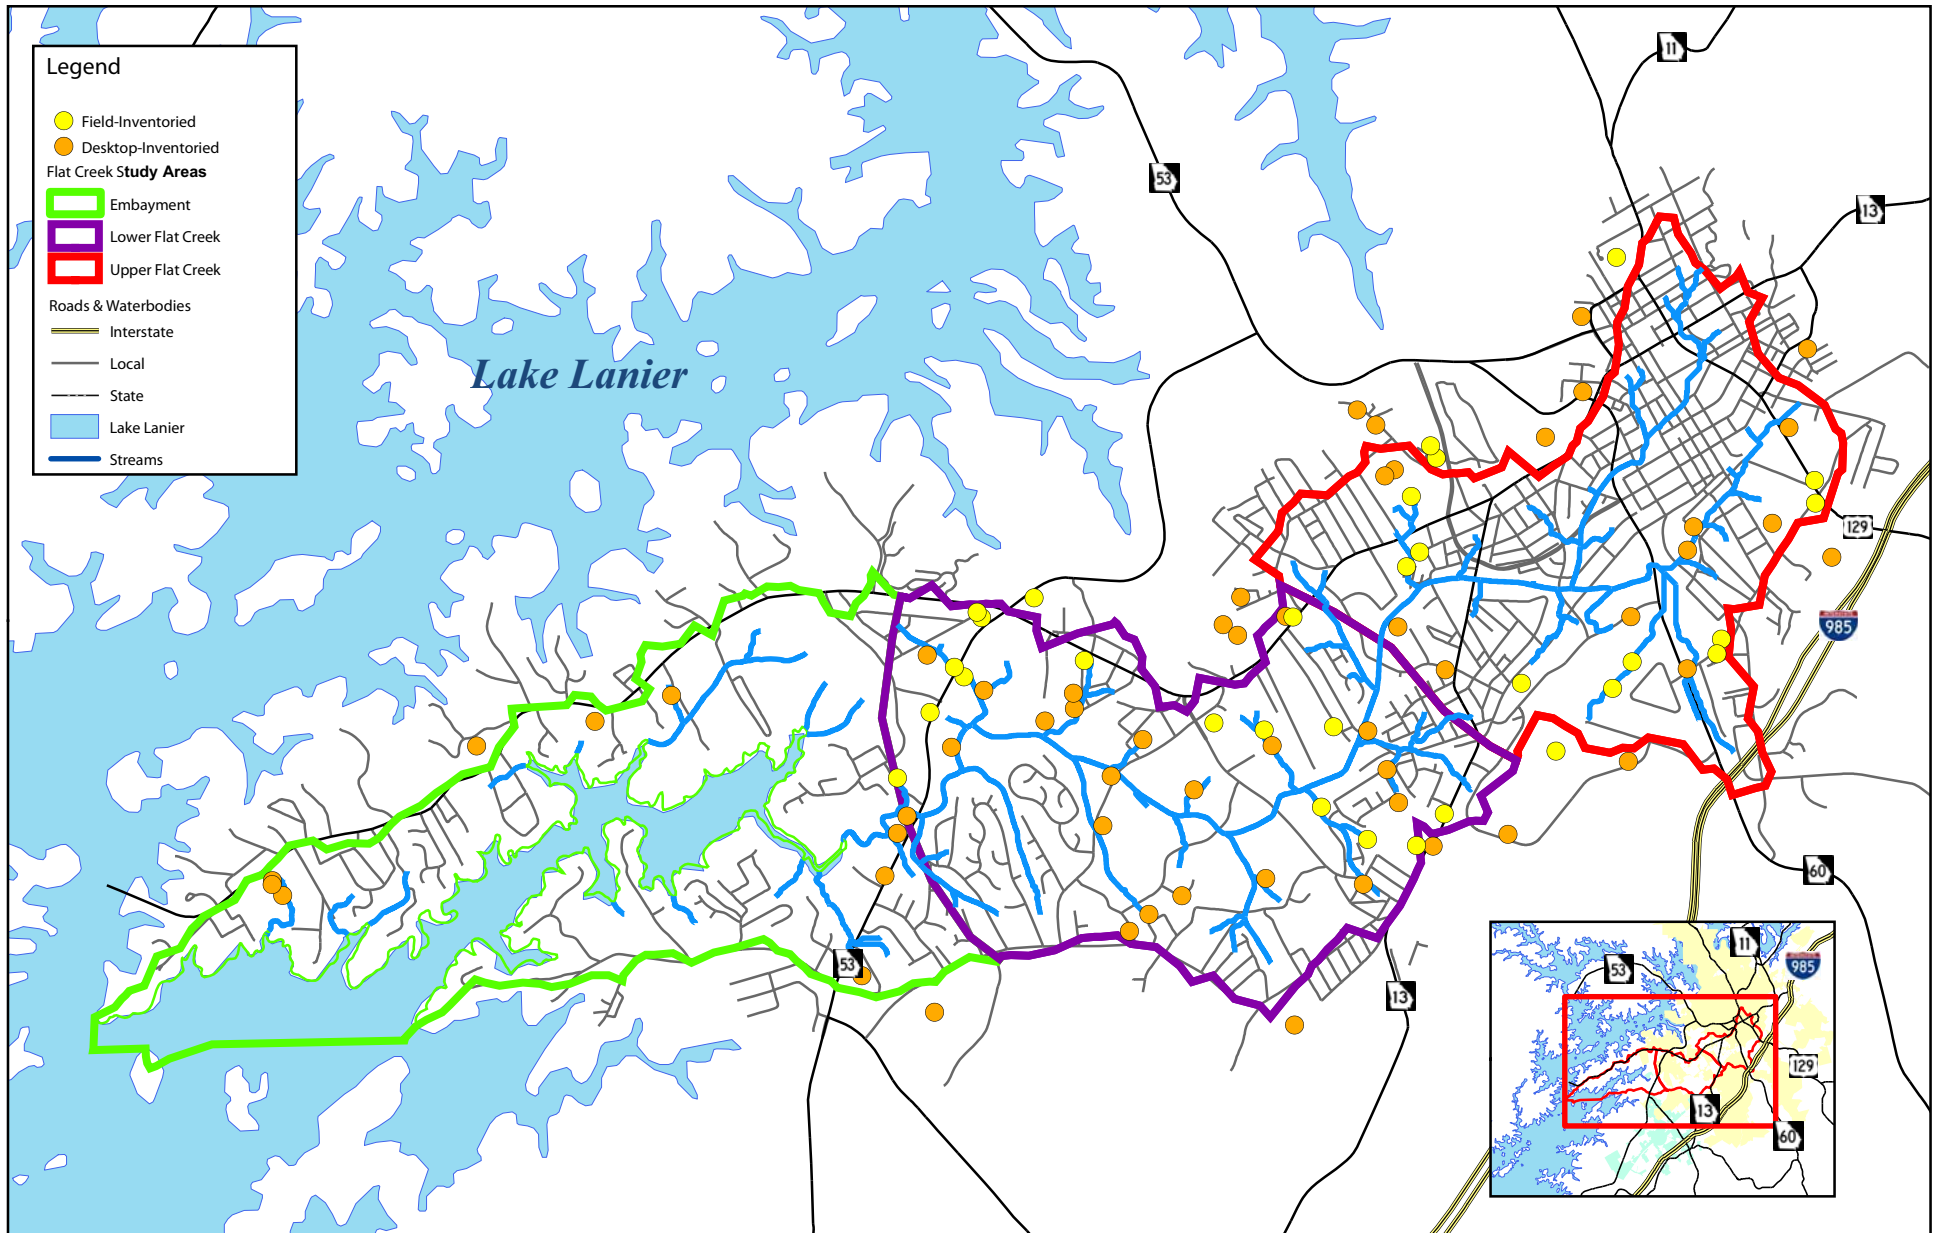 Legend
Field-Inventoried
Desktop-Inventoried
Flat Creek Study Areas
Embayment
Lower Flat Creek
Upper Flat Creek
Roads & Waterbodies
Interstate
Local
State
Lake Lanier
Streams
Lake Lanier
11
53
13
129
985
60
53
13
11
53
985
129
13
60